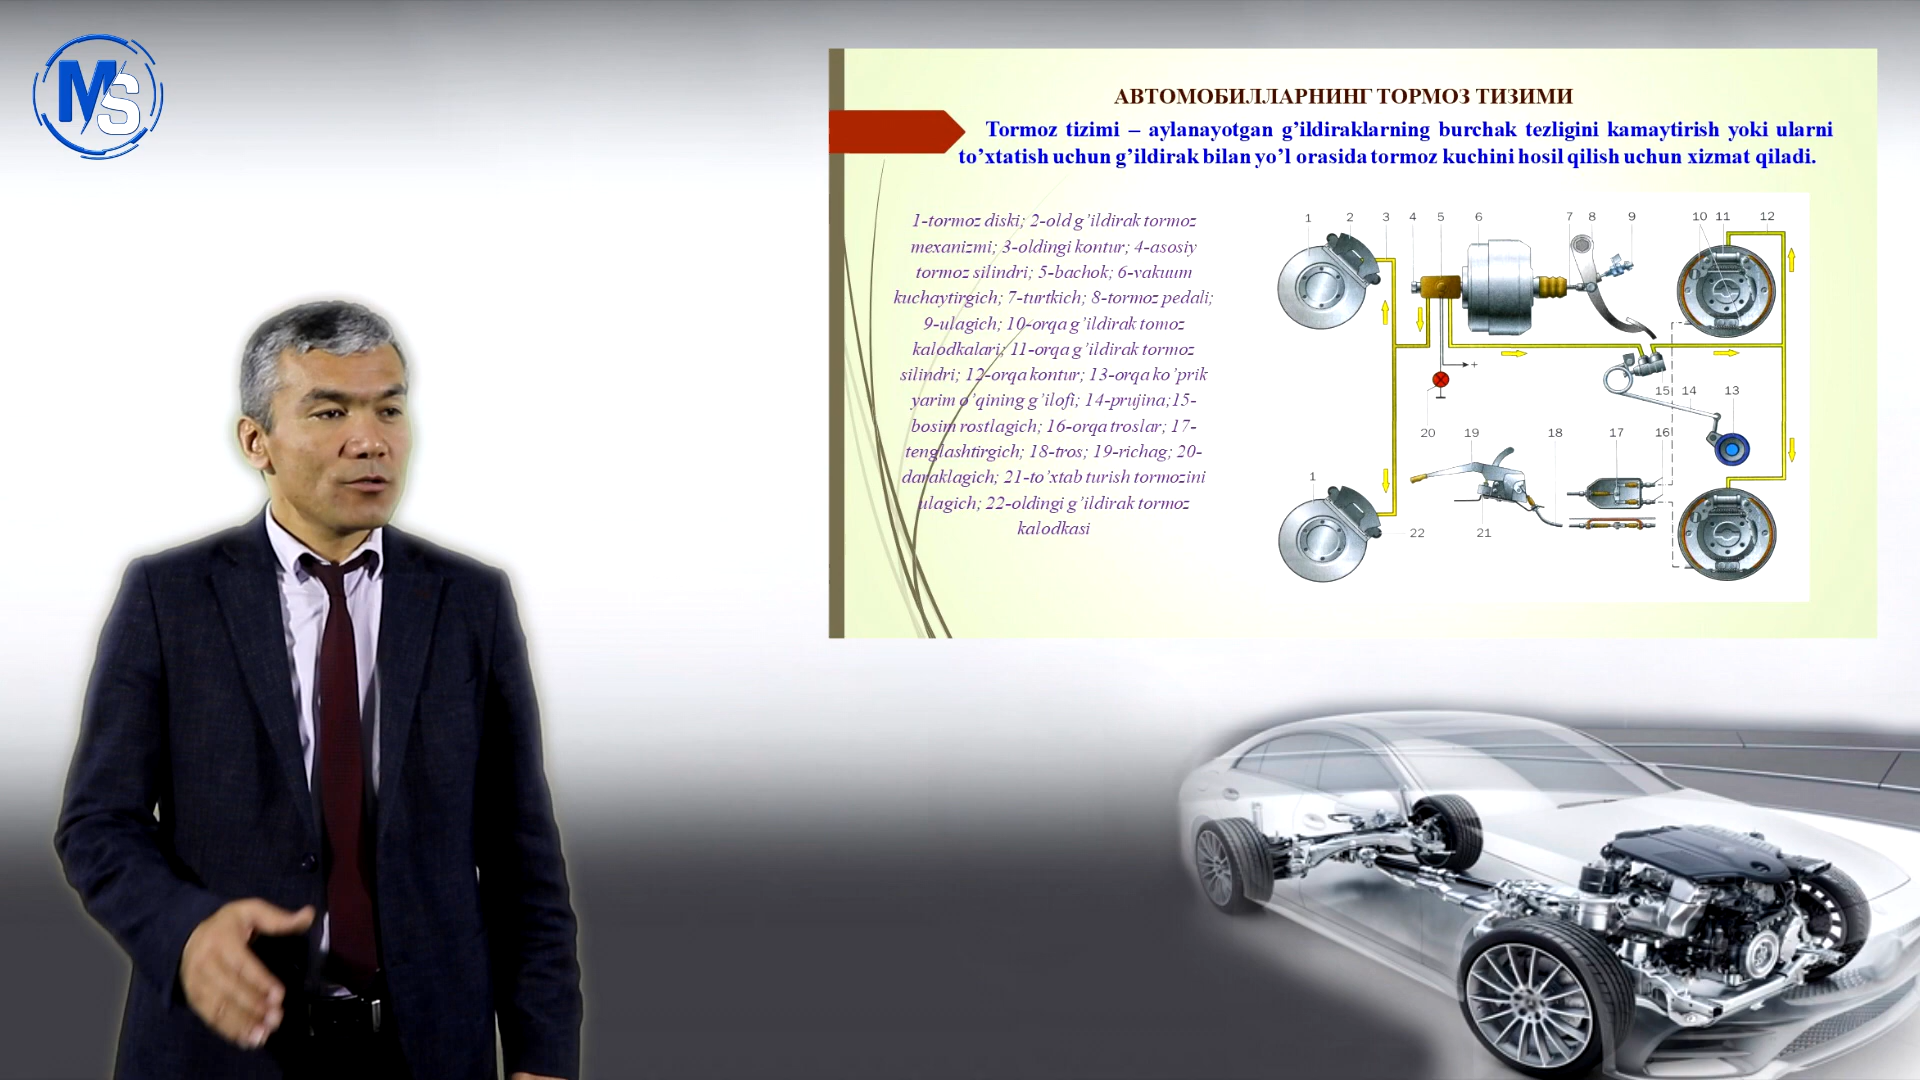 MS
АВТОМОБИЛЛАРНИНГ ТОРМОЗ ТИЗИМИ
Tormoz tizimi – aylanayotgan g’ildiraklarning burchak tezligini kamaytirish yoki ularni
to’xtatish uchun g’ildirak bilan yo’l orasida tormoz kuchini hosil qilish uchun xizmat qiladi.
1-tormoz diski; 2-old g’ildirak tormoz
mexanizmi; 3-oldingi kontur; 4-asosiy
tormoz silindri; 5-bachok; 6-vakuum
kuchaytirgich; 7-turtkich; 8-tormoz pedali;
9-ulagich; 10-orqa g’ildirak tomoz
kalodkalari; 11-orqa g’ildirak tormoz
silindri; 12-orqa kontur; 13-orqa ko’prik
yarim o’qining g’ilofi; 14-prujina;15-
bosim rostlagich; 16-orqa troslar; 17-
tenglashtirgich; 18-tros; 19-richag; 20-
daraklagich; 21-to’xtab turish tormozini
ulagich; 22-oldingi g’ildirak tormoz
kalodkasi
1 2 3 4 5 6 7 8 9 10 11 12
+
15 14 13
20 19 18 17 16
1
22 21